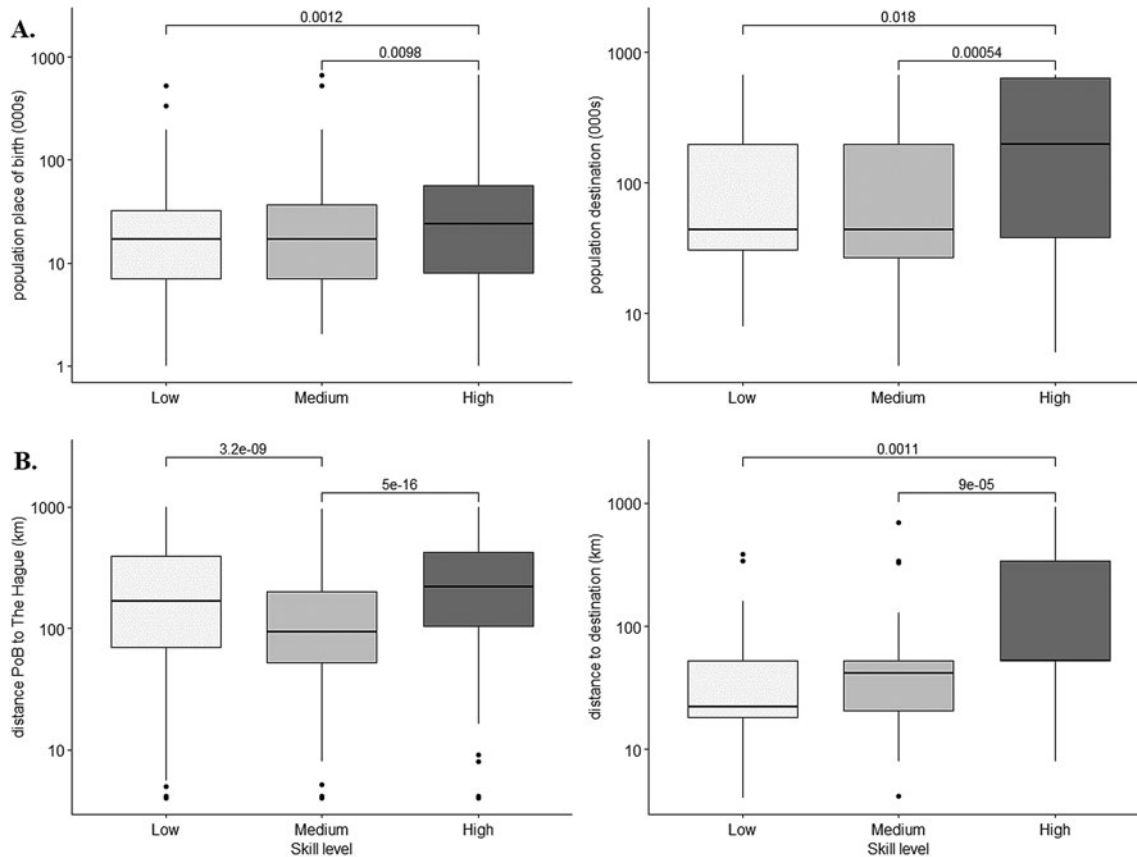 A.
0.0012
0.0098
population place of birth (000s)
1000
100
10
1
Low Medium High
0.018
0.00054
population destination (000s)
1000
100
10
Low Medium High
B.
3.2e-09
5e-16
distance PoB to The Hague (km)
1000
100
10
Low Medium High
Skill level
0.0011
9e-05
distance to destination (km)
1000
100
10
Low Medium High
Skill level